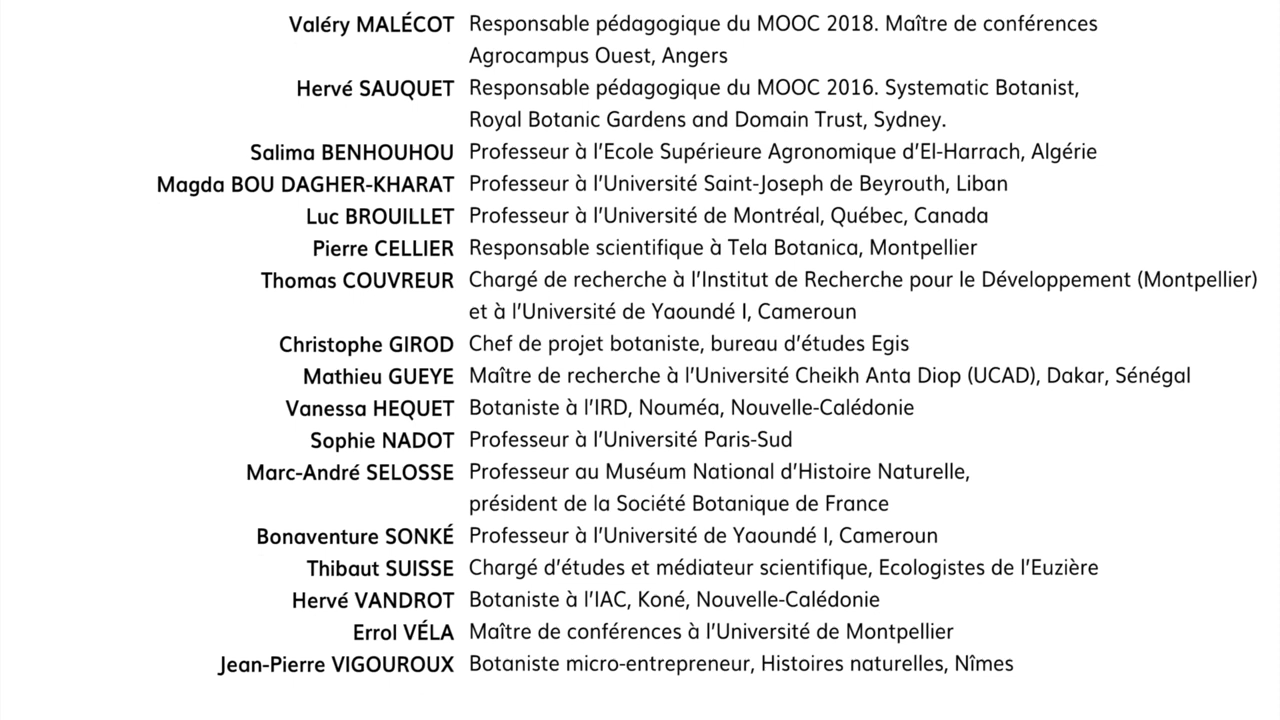 Valéry MALÉCOT Responsable pédagogique du MOOC 2018. Maître de conférences
Agrocampus Ouest, Angers
Hervé SAUQUET Responsable pédagogique du MOOC 2016. Systematic Botanist,
Royal Botanic Gardens and Domain Trust, Sydney.
Salima BENHOUHOU Professeur à l'Ecole Supérieure Agronomique d'El-Harrach, Algérie
Magda BOU DAGHER-KHARAT Professeur à l'Université Saint-Joseph de Beyrouth, Liban
Luc BROUILLET Professeur à l'Université de Montréal, Québec, Canada
Pierre CELLIER Responsable scientifique à Tela Botanica, Montpellier
Thomas COUVREUR Chargé de recherche à l'Institut de Recherche pour le Développement (Montpellier)
et à l'Université de Yaoundé I, Cameroun
Christophe GIROD Chef de projet botaniste, bureau d'études Egis
Mathieu GUEYE Maître de recherche à l'Université Cheikh Anta Diop (UCAD), Dakar, Sénégal
Vanessa HEQUET Botaniste à l'IRD, Nouméa, Nouvelle-Calédonie
Sophie NADOT Professeur à l'Université Paris-Sud
Marc-André SELOSSE Professeur au Muséum National d'Histoire Naturelle,
président de la Société Botanique de France
Bonaventure SONKÉ Professeur à l'Université de Yaoundé I, Cameroun
Thibaut SUISSE Chargé d'études et médiateur scientifique, Ecologistes de l'Euzière
Hervé VANDROT Botaniste à l'IAC, Koné, Nouvelle-Calédonie
Errol VÉLA Maître de conférences à l'Université de Montpellier
Jean-Pierre VIGOUROUX Botaniste micro-entrepreneur, Histoires naturelles, Nîmes